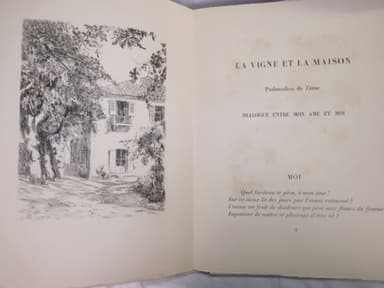 LA VIGNE ET LA MAISON
Psalmodies de l'âme
DIALOGUE ENTRE MON AME ET MOI
MOI
Quel fardeau te pèse, ô mon âme !
Sur ce vieux lit des jours par l'ennui retourné ?
Comme un fruit de douleurs qui pèse aux flancs de femme
Impatient de naître et pleurant d'être né ?